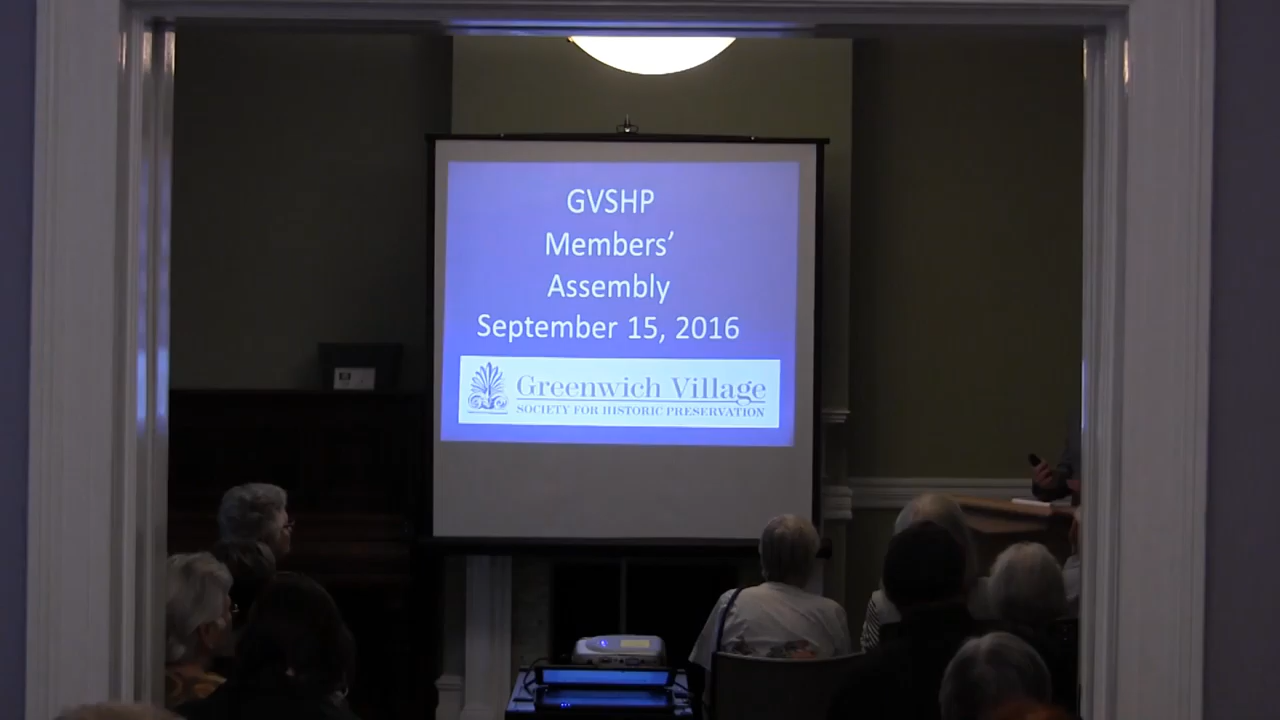 GVSHP
Members’
Assembly
September 15, 2016
Greenwich Village
SOCIETY FOR HISTORIC PRESERVATION